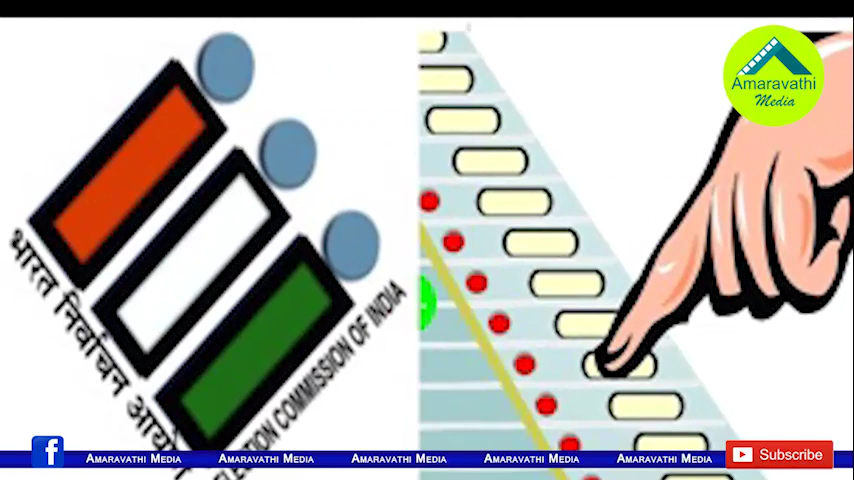 Amaravathi
Media
भारत निर्वाचन आयोग
ELECTION COMMISSION OF INDIA
f AMARAVATHI MEDIA AMARAVATHI MEDIA AMARAVATHI MEDIA AMARAVATHI MEDIA AMARAVATHI MEDIA Subscribe